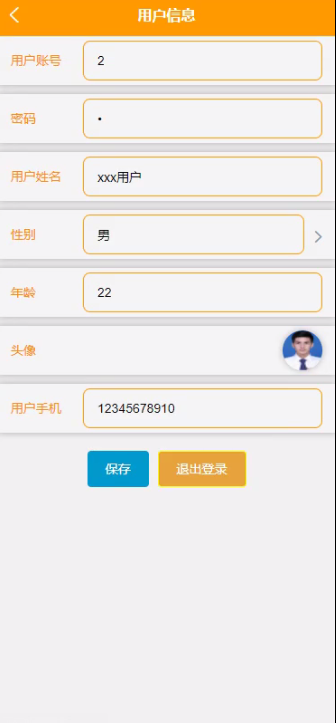 用户信息
用户账号 2
密码 •
用户姓名 xxx用户
性别 男
年龄 22
头像
用户手机 12345678910
保存 退出登录